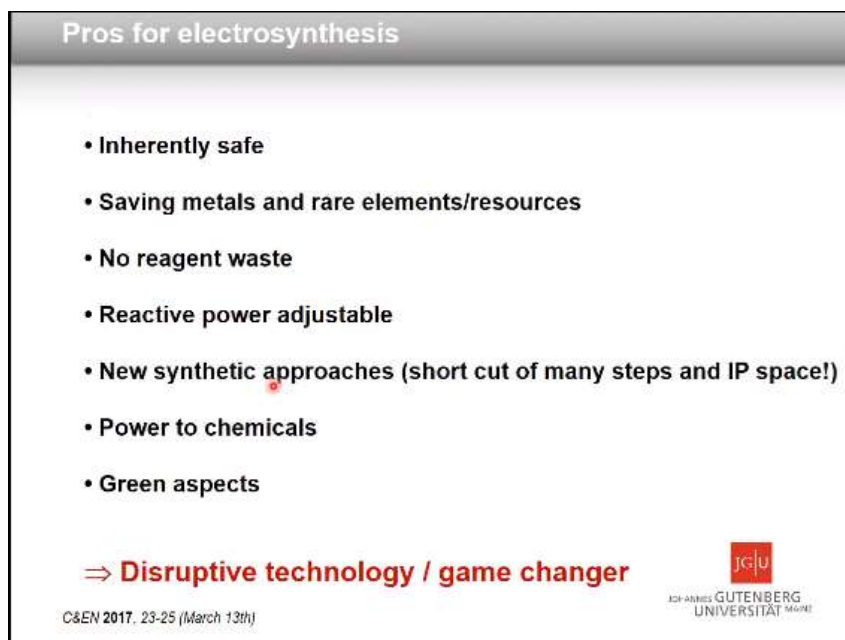 Pros for electrosynthesis
• Inherently safe
• Saving metals and rare elements/resources
• No reagent waste
• Reactive power adjustable
• New synthetic approaches (short cut of many steps and IP space!)
• Power to chemicals
• Green aspects
⇒ Disruptive technology / game changer
JG|U
JOHANNES GUTENBERG
UNIVERSITÄT MAINZ
C&EN 2017, 23-25 (March 13th)